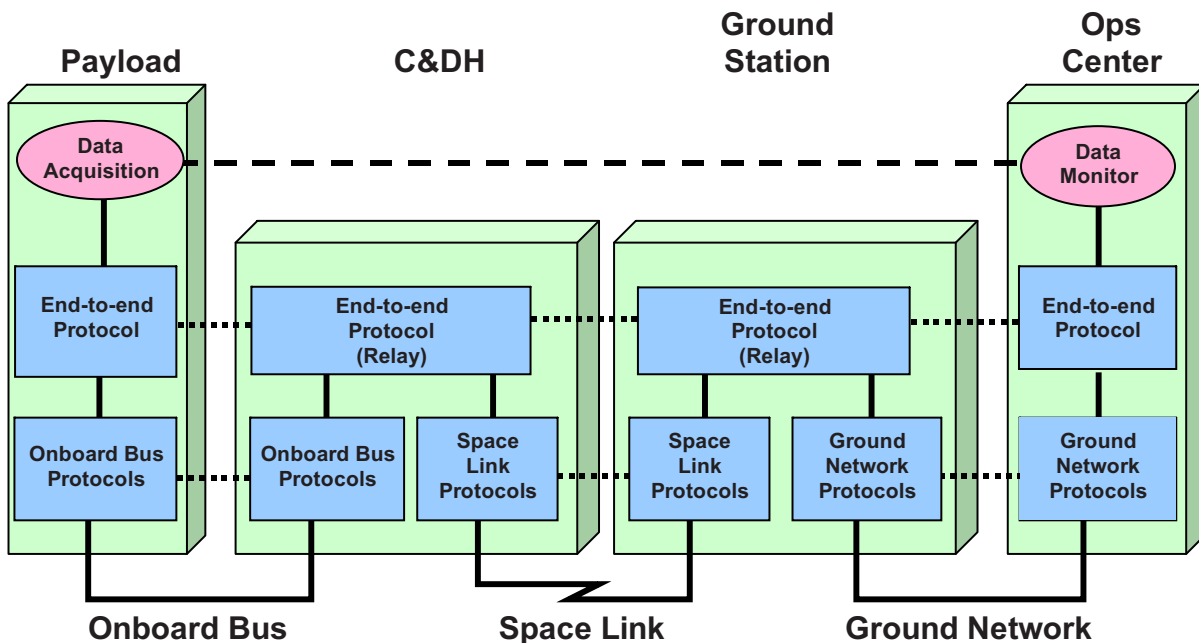 Payload
C&DH
Ground
Station
Ops
Center
Data
Acquisition
Data
Monitor
End-to-end
Protocol
End-to-end
Protocol
(Relay)
End-to-end
Protocol
(Relay)
End-to-end
Protocol
Onboard Bus
Protocols
Onboard Bus
Protocols
Space
Link
Protocols
Space
Link
Protocols
Ground
Network
Protocols
Ground
Network
Protocols
Onboard Bus
Space Link
Ground Network